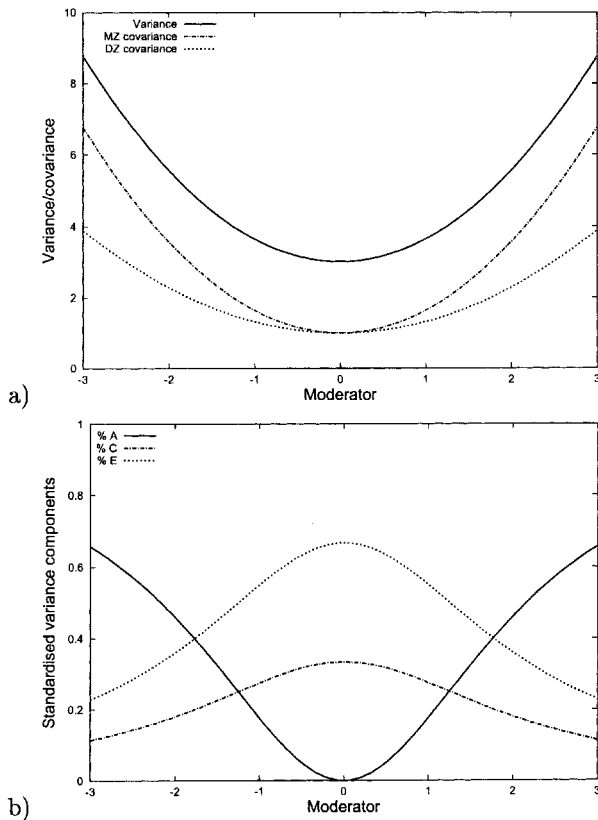 10
Variance
MZ covariance
DZ covariance
8
6
4
2
0
Variance/covariance
-3 -2 -1 0 1 2 3
Moderator
a)
1
% A
% C
% E
0.8
0.6
0.4
0.2
0
Standardised variance components
-3 -2 -1 0 1 2 3
Moderator
b)